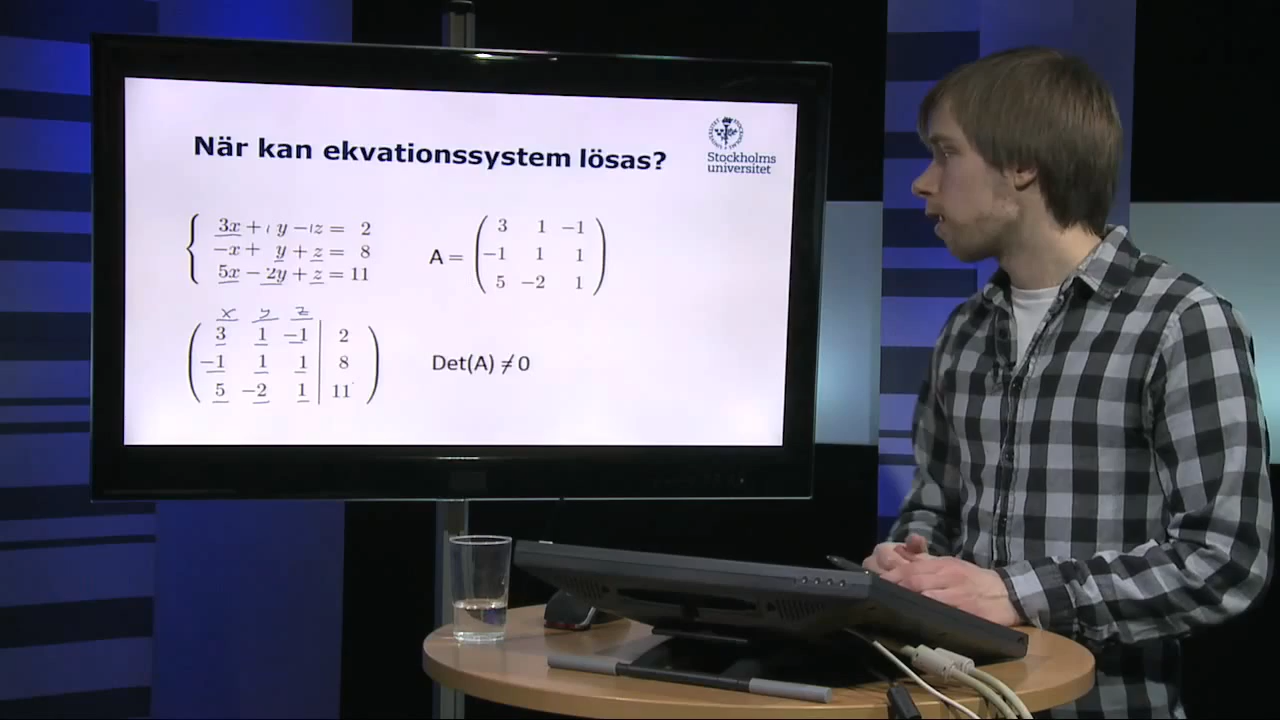 När kan ekvationssystem lösas?
Stockholms
universitet
3x + y − z = 2
−x + y + z = 8
5x − 2y + z = 11
A =
3 1 −1
−1 1 1
5 −2 1
x y z
3 1 −1 | 2
−1 1 1 | 8
5 −2 1 | 11
Det(A) ≠ 0